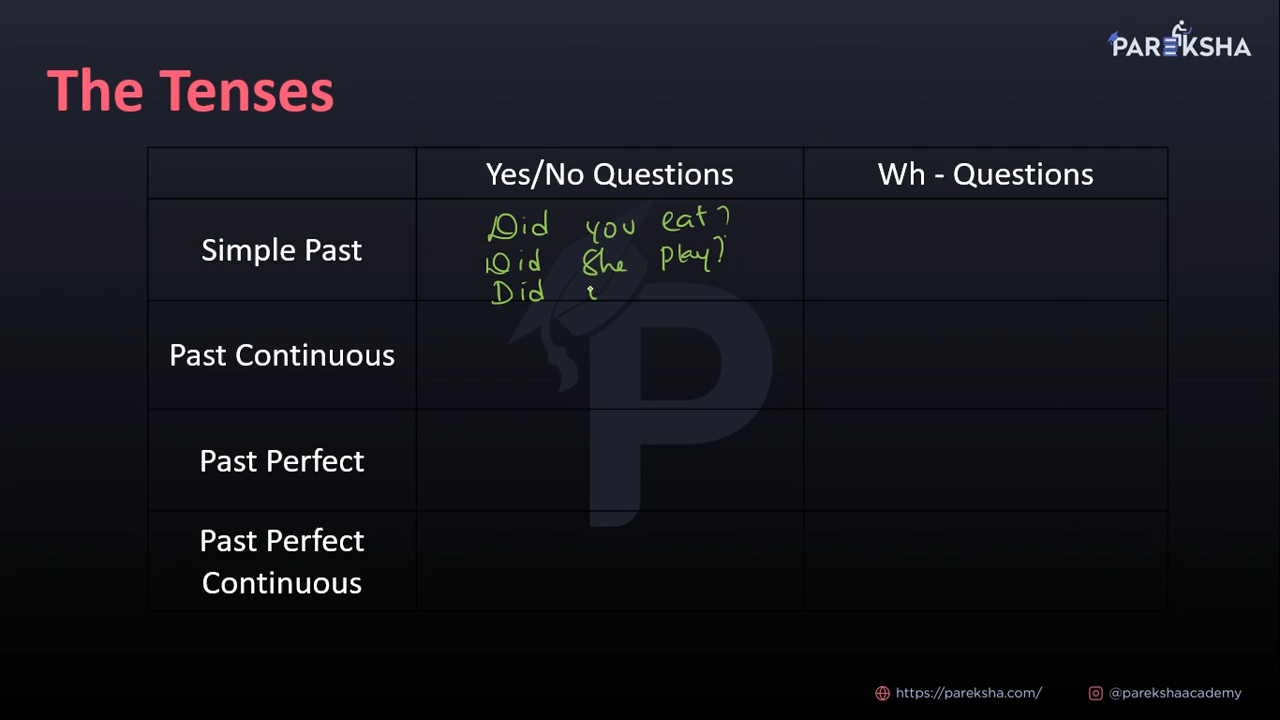 PAREKSHA
The Tenses
Yes/No Questions
Wh - Questions
Simple Past
Did you eat?
Did She play?
Did
Past Continuous
Past Perfect
Past Perfect
Continuous
https://pareksha.com/
@parekshaacademy